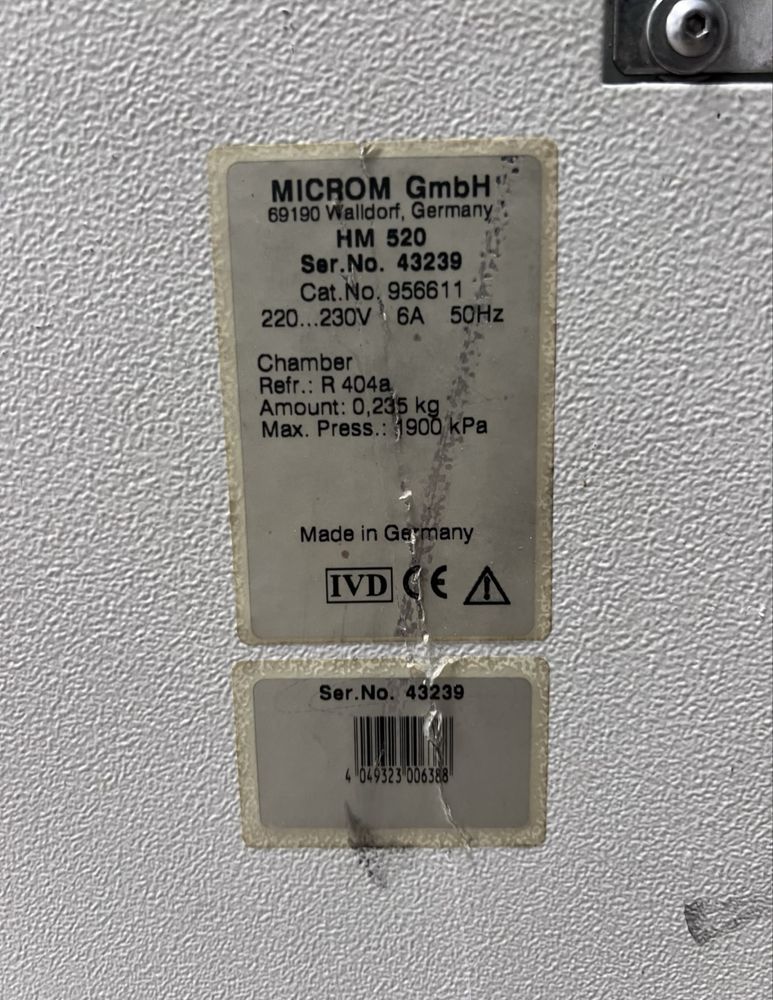 MICROM GmbH
69190 Walldorf, Germany
HM 520
Ser.No. 43239
Cat.No. 956611
220...230V 6A 50Hz
Chamber
Refr.: R 404a
Amount: 0,235 kg
Max. Press.: 1900 kPa
Made in Germany
IVD CE
Ser.No. 43239
4 049323 006388